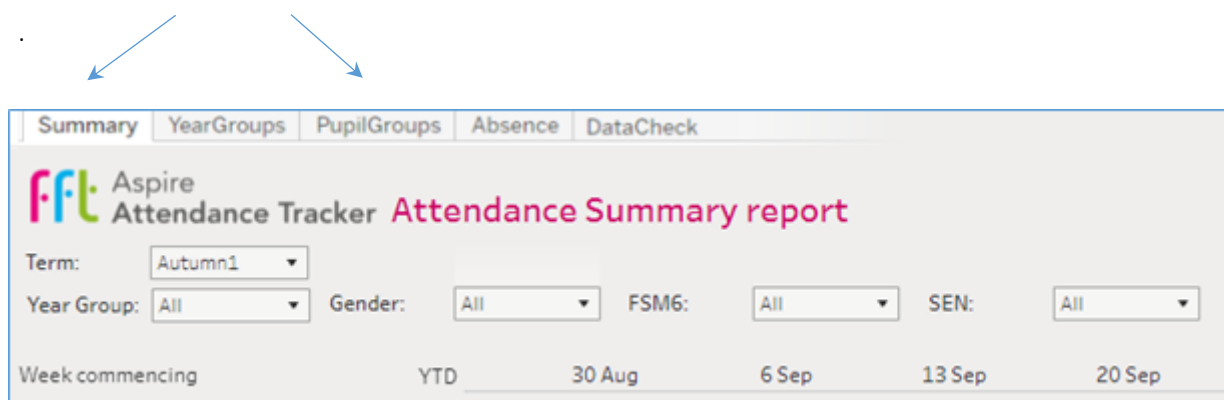 .
Summary YearGroups PupilGroups Absence DataCheck
fft Aspire
Attendance Tracker Attendance Summary report
Term: Autumn1
Year Group: All Gender: All FSM6: All SEN: All
Week commencing YTD 30 Aug 6 Sep 13 Sep 20 Sep